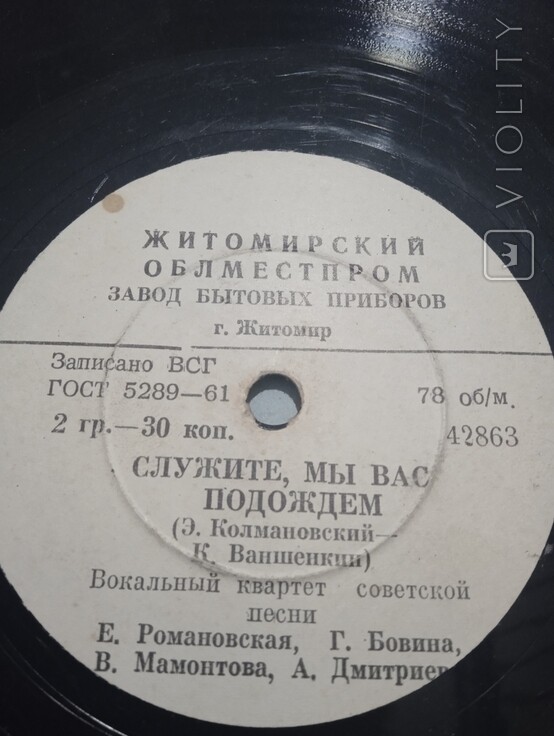 ЖИТОМИРСКИЙ
ОБЛМЕСТПРОМ
ЗАВОД БЫТОВЫХ ПРИБОРОВ
г. Житомир
Записано ВСГ
ГОСТ 5289—61
78 об/м.
2 гр.—30 коп.
42863
СЛУЖИТЕ, МЫ ВАС
ПОДОЖДЕМ
(Э. Колмановский—
К. Ваншенкин)
Вокальный квартет советской
песни
Е. Романовская, Г. Бовина,
В. Мамонтова, А. Дмитриев
VIOLITY